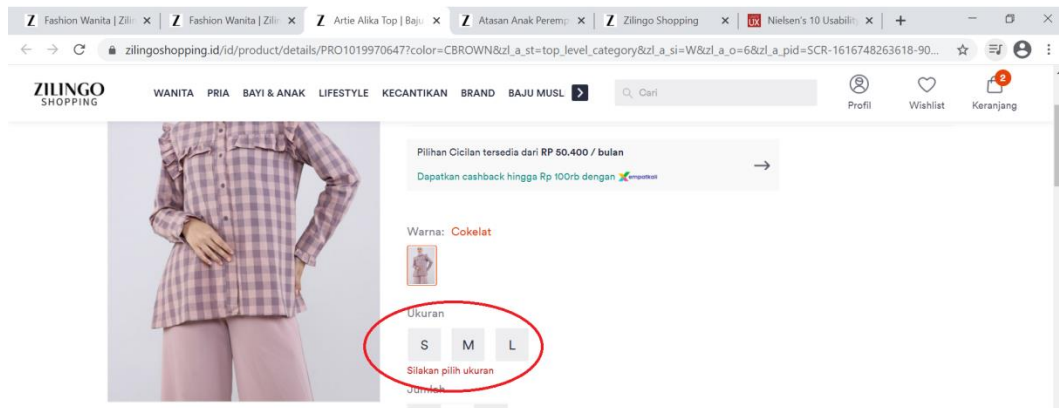 Fashion Wanita | Zilin
Fashion Wanita | Zilin
Artie Alika Top | Baju
Atasan Anak Peremp
Zilingo Shopping
Nielsen's 10 Usability
zilingoshopping.id/id/product/details/PRO1019970647?color=CBROWN&zl_a_st=top_level_category&zl_a_si=W&zl_a_o=6&zl_a_pid=SCR-1616748263618-90...
ZILINGO
SHOPPING
WANITA PRIA BAYI & ANAK LIFESTYLE KECANTIKAN BRAND BAJU MUSL
Cari
Profil
Wishlist
2
Keranjang
Pilihan Cicilan tersedia dari RP 50.400 / bulan
Dapatkan cashback hingga Rp 100rb dengan empatkali
Warna: Cokelat
Ukuran
S M L
Silakan pilih ukuran
Jumlah